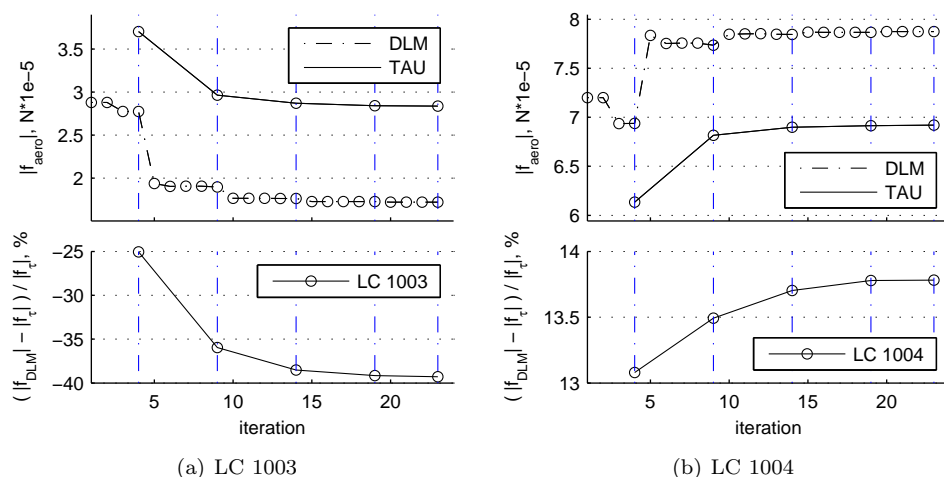 |f_aero|, N*1e−5
3.5
3
2.5
2
DLM
TAU
( |f_DLM| − |f_τ| ) / |f_τ|, %
−25
−30
−35
−40
LC 1003
5 10 15 20
iteration
(a) LC 1003
|f_aero|, N*1e−5
8
7.5
7
6.5
6
DLM
TAU
( |f_DLM| − |f_τ| ) / |f_τ|, %
14
13.5
13
LC 1004
5 10 15 20
iteration
(b) LC 1004